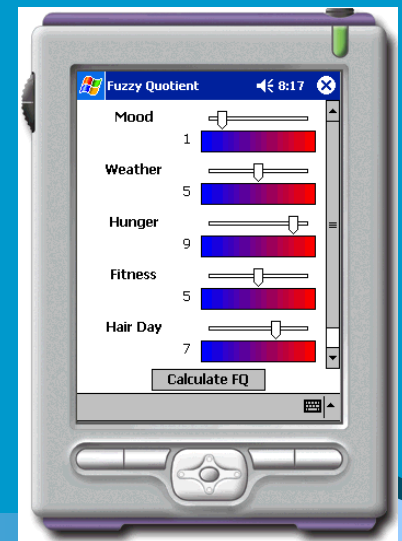 Fuzzy Quotient 8:17
Mood
1
Weather
5
Hunger
9
Fitness
5
Hair Day
7
Calculate FQ